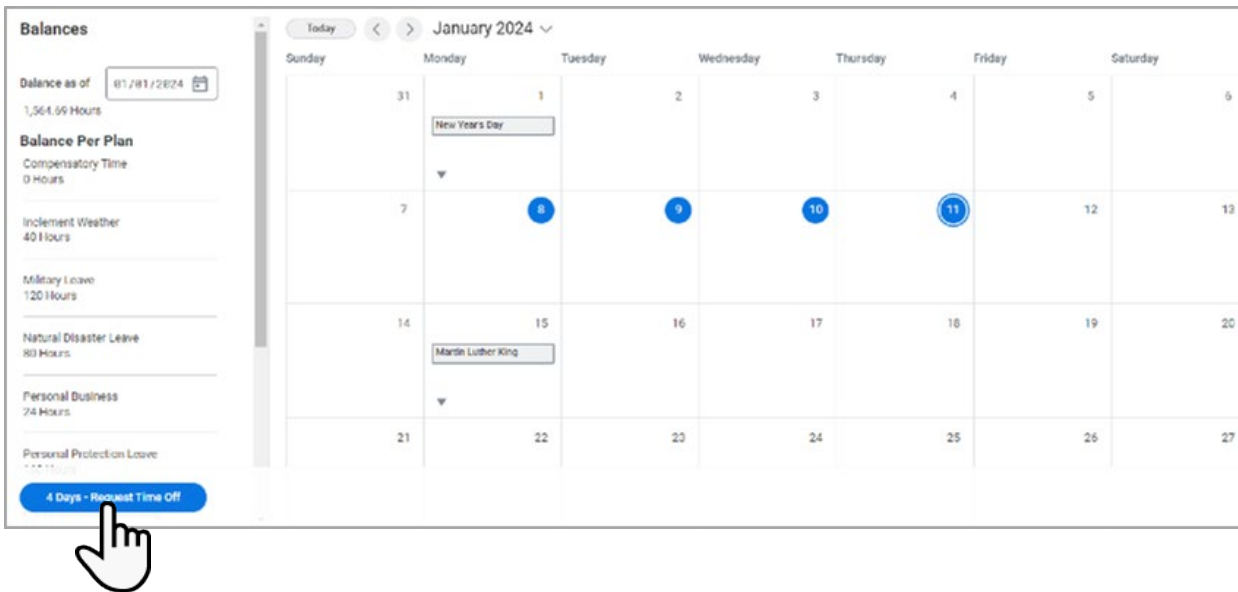 Balances
Balance as of 01/01/2024
1,564.69 Hours
Balance Per Plan
Compensatory Time
0 Hours
Inclement Weather
40 Hours
Military Leave
120 Hours
Natural Disaster Leave
80 Hours
Personal Business
24 Hours
Personal Protection Leave
4 Days - Request Time Off
Today January 2024
Sunday Monday Tuesday Wednesday Thursday Friday Saturday
31 1 2 3 4 5 6
New Year's Day
7 8 9 10 11 12 13
14 15 16 17 18 19 20
Martin Luther King
21 22 23 24 25 26 27